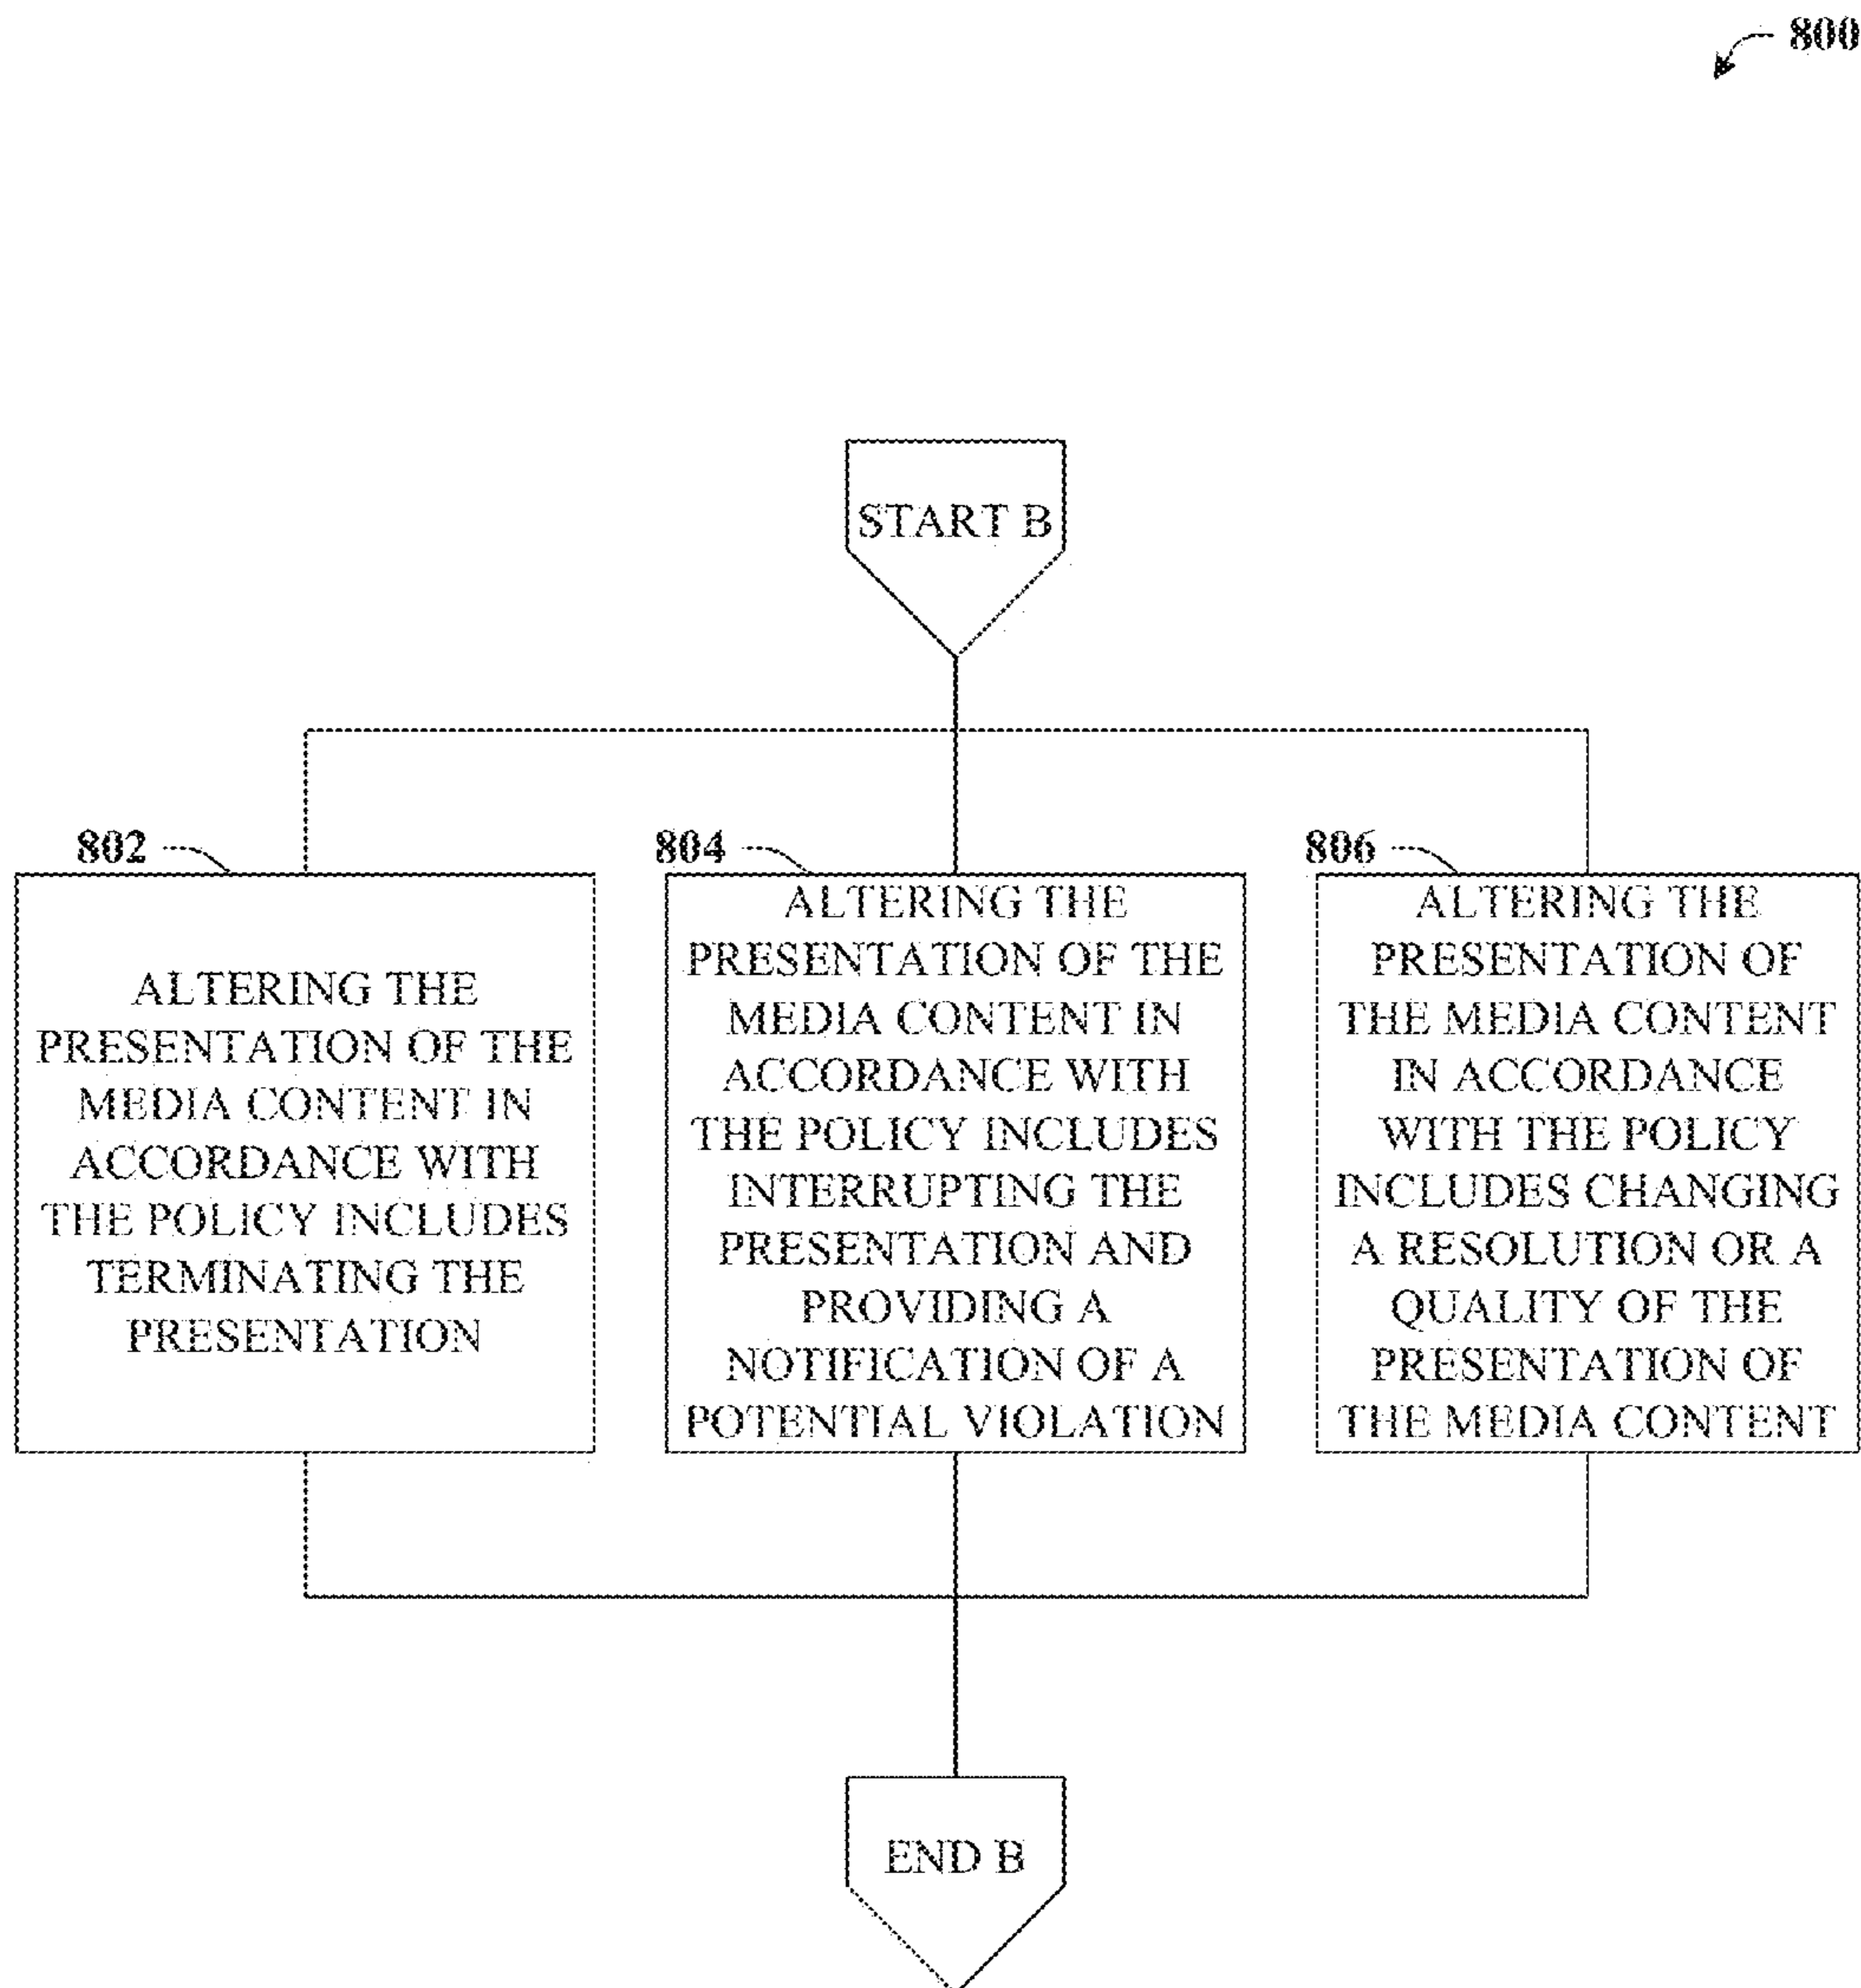 800
START B
802
ALTERING THE
PRESENTATION OF THE
MEDIA CONTENT IN
ACCORDANCE WITH
THE POLICY INCLUDES
TERMINATING THE
PRESENTATION
804
ALTERING THE
PRESENTATION OF THE
MEDIA CONTENT IN
ACCORDANCE WITH
THE POLICY INCLUDES
INTERRUPTING THE
PRESENTATION AND
PROVIDING A
NOTIFICATION OF A
POTENTIAL VIOLATION
806
ALTERING THE
PRESENTATION OF
THE MEDIA CONTENT
IN ACCORDANCE
WITH THE POLICY
INCLUDES CHANGING
A RESOLUTION OR A
QUALITY OF THE
PRESENTATION OF
THE MEDIA CONTENT
END B